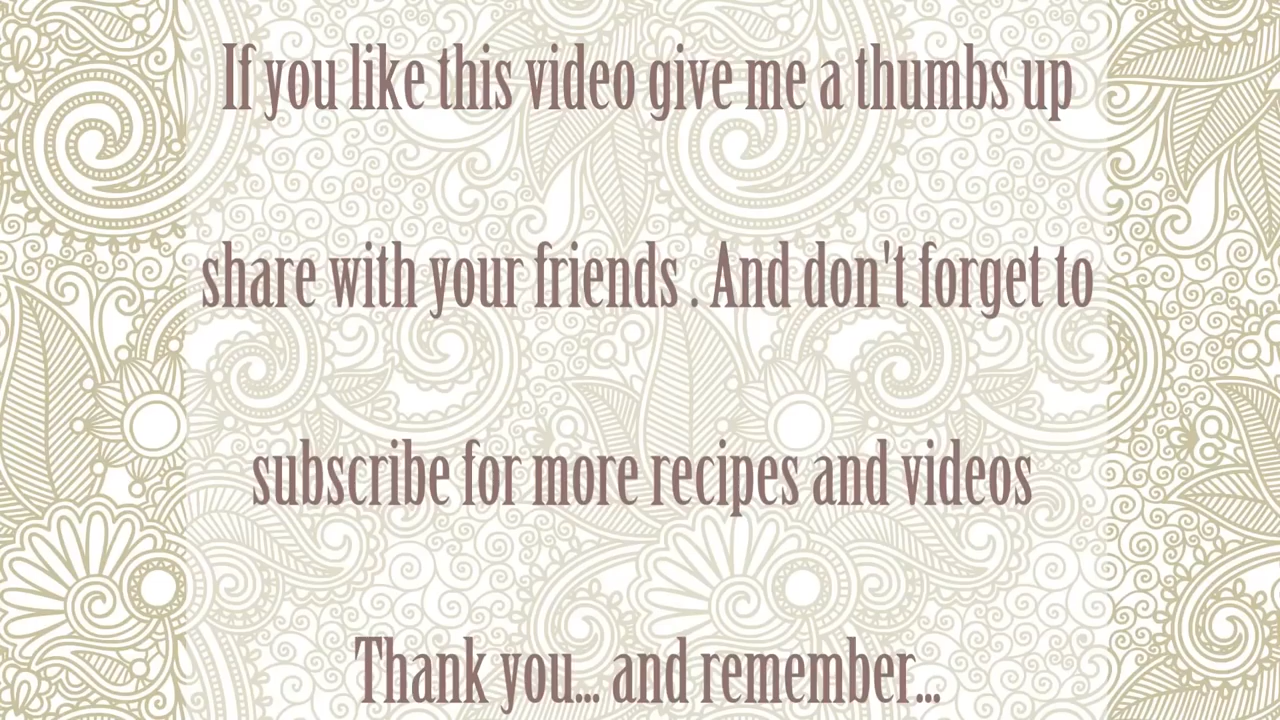 If you like this video give me a thumbs up
share with your friends . And don't forget to
subscribe for more recipes and videos
Thank you... and remember...